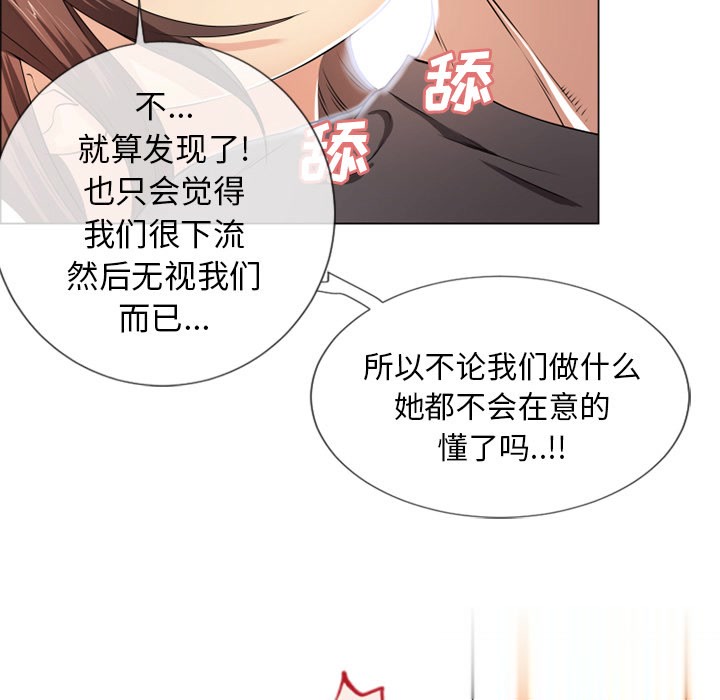 舔
舔
不...
就算发现了!
也只会觉得
我们很下流
然后无视我们
而已...
所以不论我们做什么
她都不会在意的
懂了吗..!!